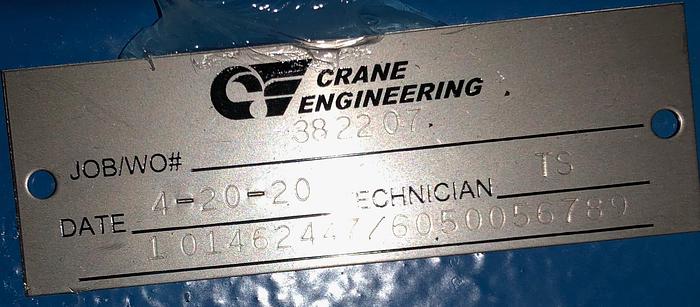 CRANE
ENGINEERING
JOB/WO# 382207
DATE 4-20-20 TECHNICIAN TS
101462447/6050056789